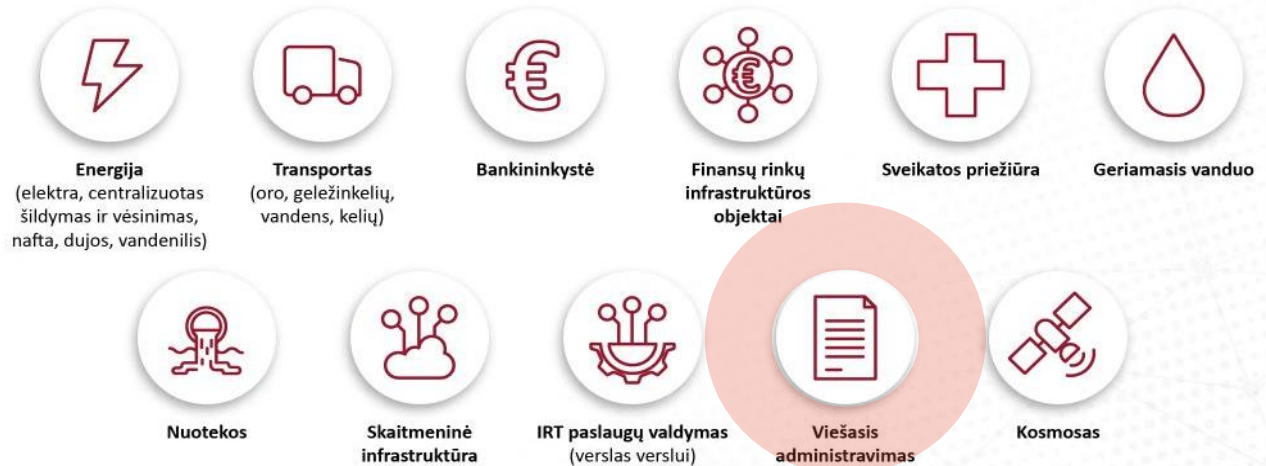 Energija
(elektra, centralizuotas
šildymas ir vėsinimas,
nafta, dujos, vandenilis)
Transportas
(oro, geležinkelių,
vandens, kelių)
Bankininkystė
Finansų rinkų
infrastruktūros
objektai
Sveikatos priežiūra
Geriamasis vanduo
Nuotekos
Skaitmeninė
infrastruktūra
IRT paslaugų valdymas
(verslas verslui)
Viešasis
administravimas
Kosmosas